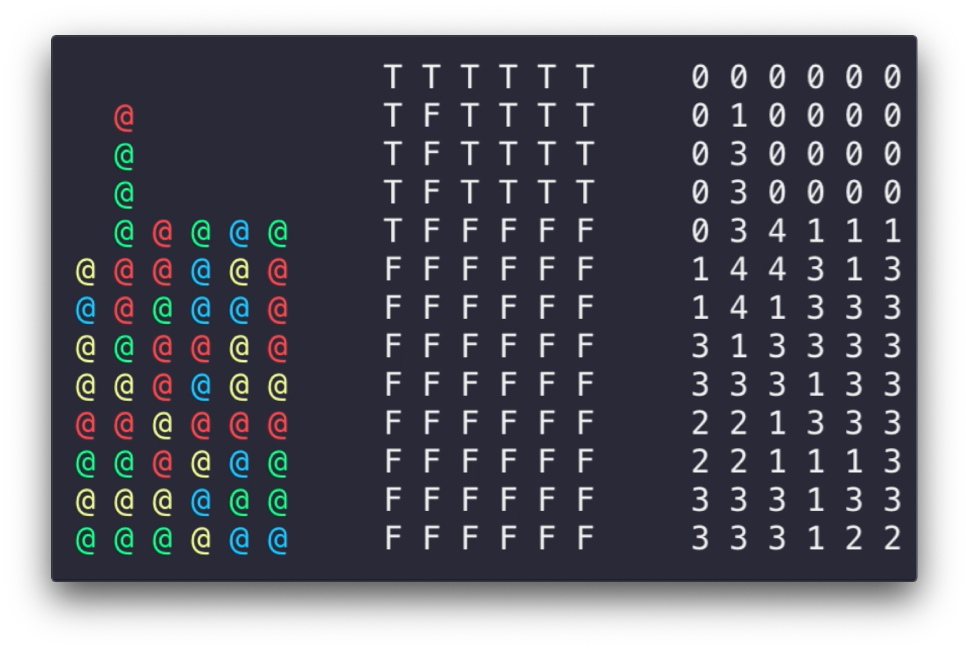 T T T T T T 0 0 0 0 0 0
@ T F T T T T 0 1 0 0 0 0
@ T F T T T T 0 3 0 0 0 0
@ T F T T T T 0 3 0 0 0 0
@ @ @ @ @ T F F F F F 0 3 4 1 1 1
@ @ @ @ @ @ F F F F F F 1 4 4 3 1 3
@ @ @ @ @ @ F F F F F F 1 4 1 3 3 3
@ @ @ @ @ @ F F F F F F 3 1 3 3 3 3
@ @ @ @ @ @ F F F F F F 3 3 3 1 3 3
@ @ @ @ @ @ F F F F F F 2 2 1 3 3 3
@ @ @ @ @ @ F F F F F F 2 2 1 1 1 3
@ @ @ @ @ @ F F F F F F 3 3 3 1 3 3
@ @ @ @ @ @ F F F F F F 3 3 3 1 2 2